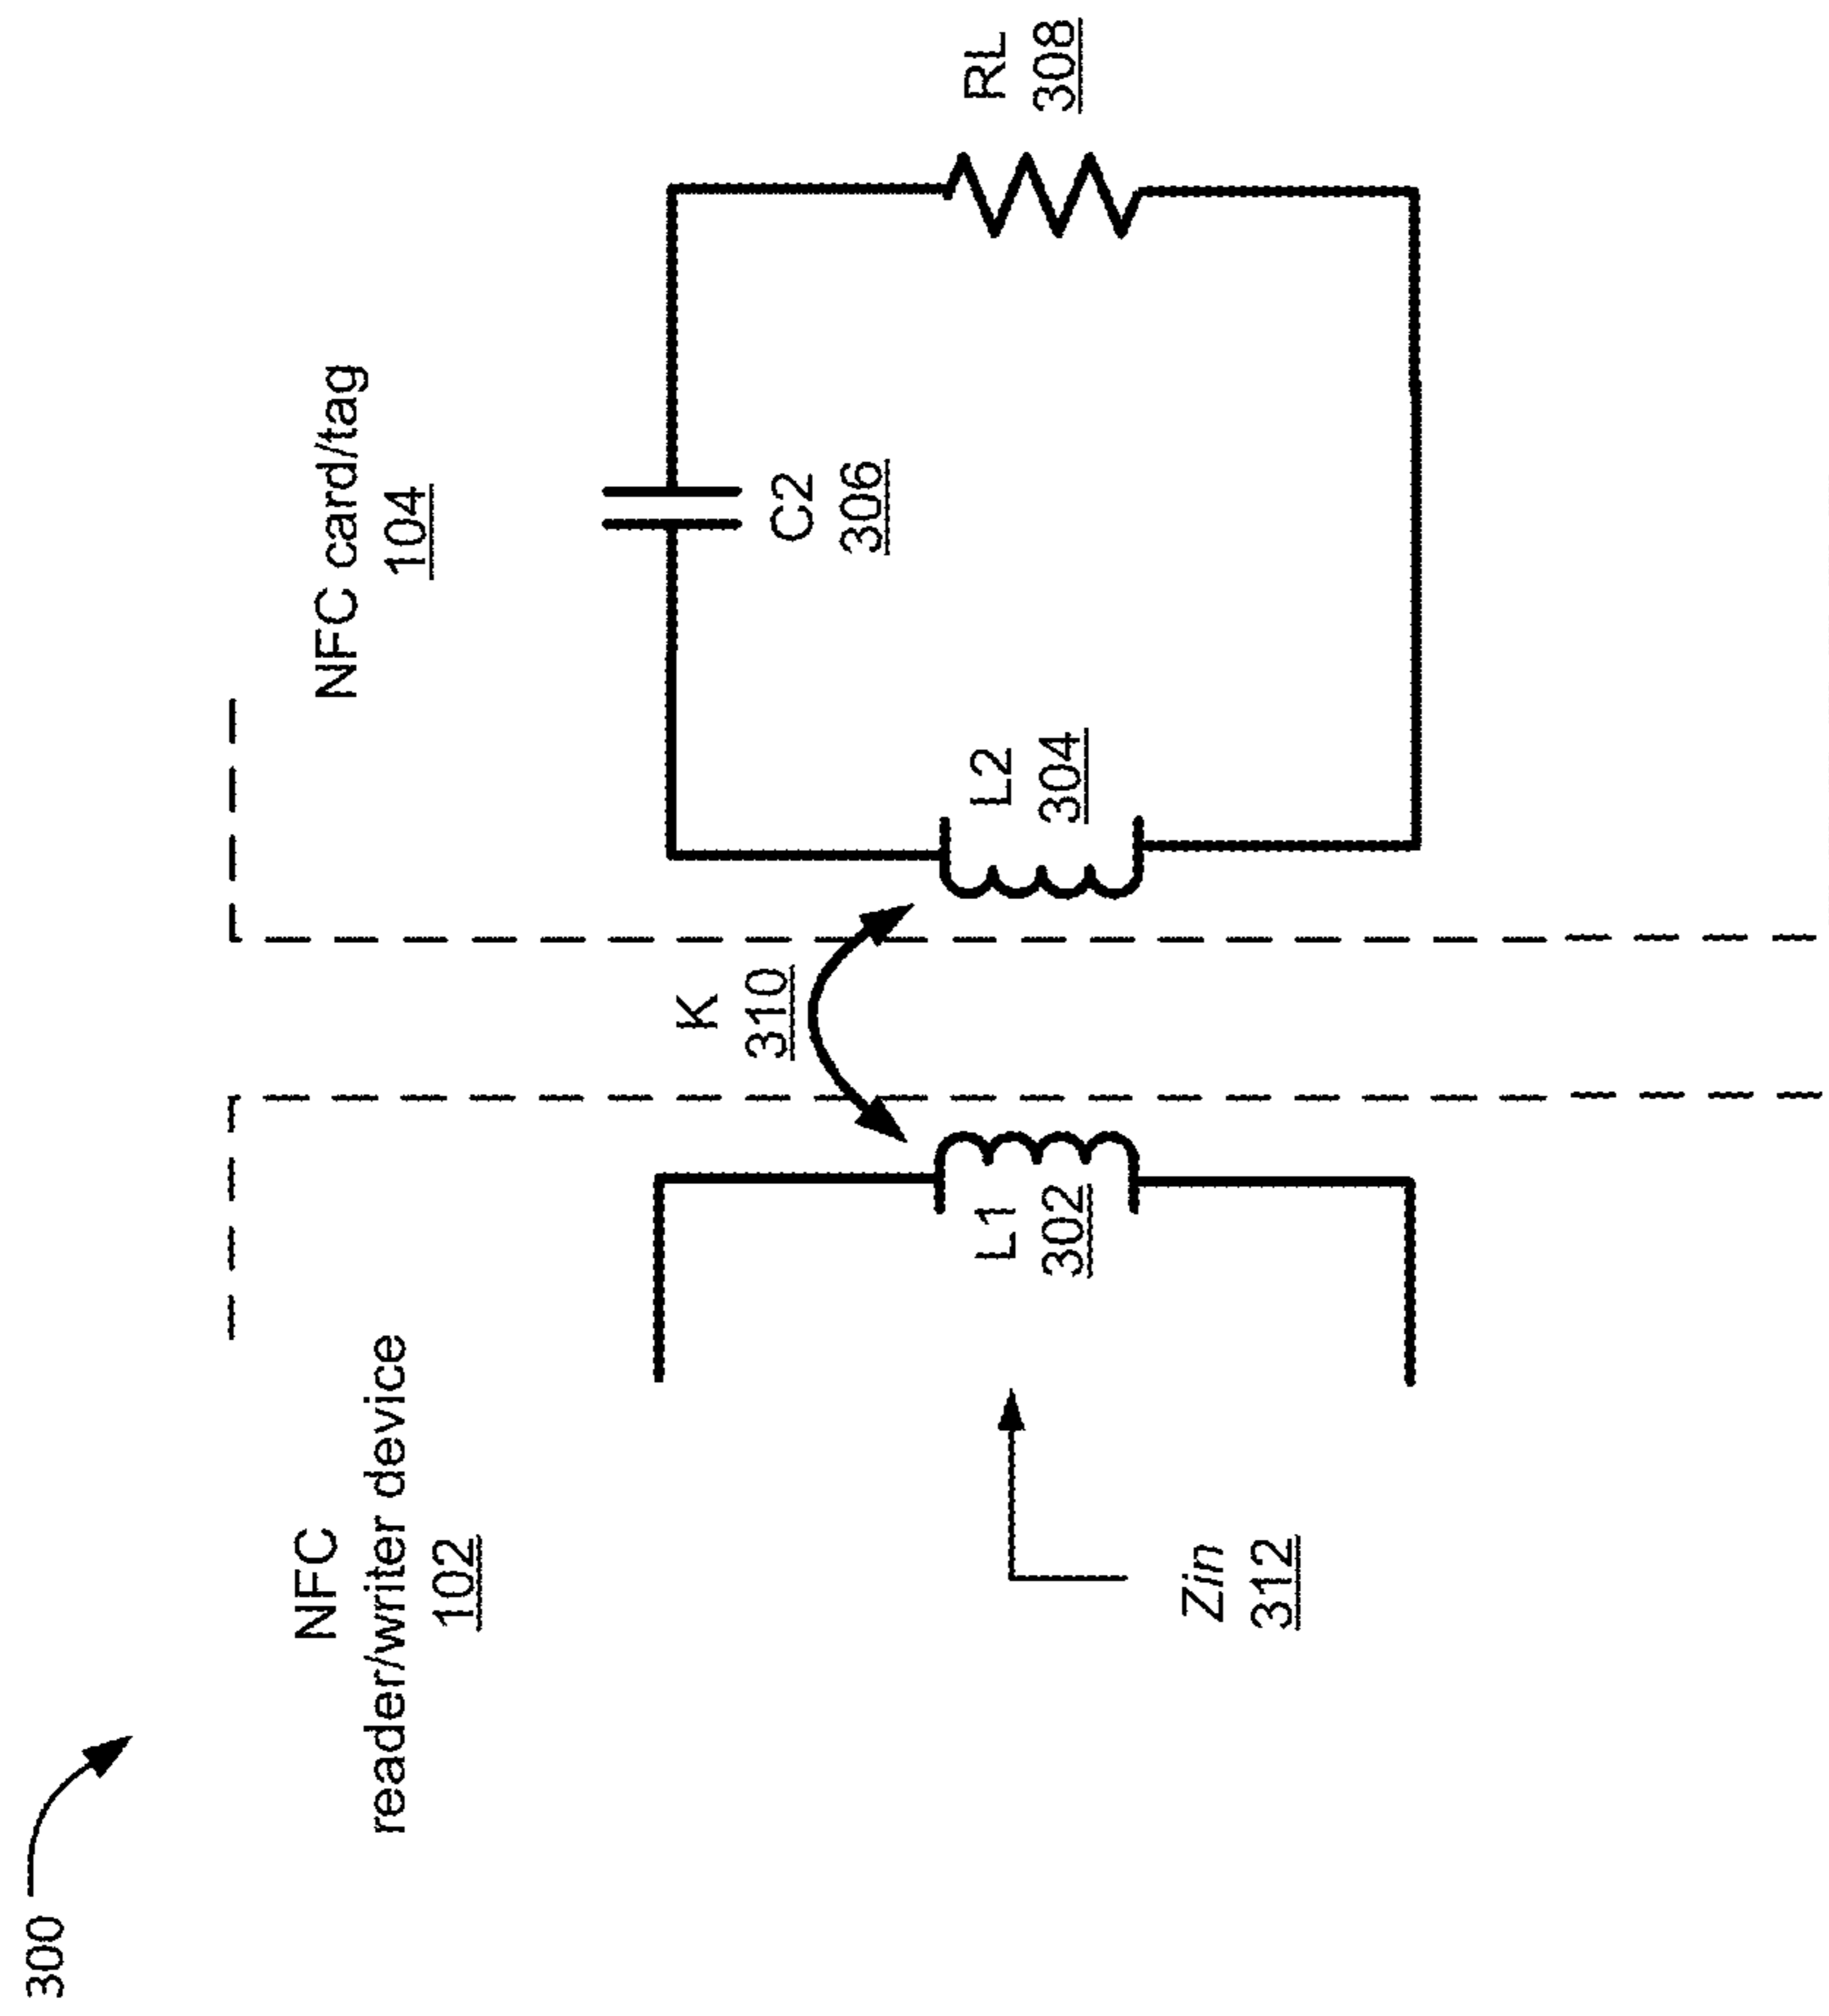 300
NFC
reader/writer device
102
NFC card/tag
104
K
310
L1
302
L2
304
C2
306
RL
308
Zin
312